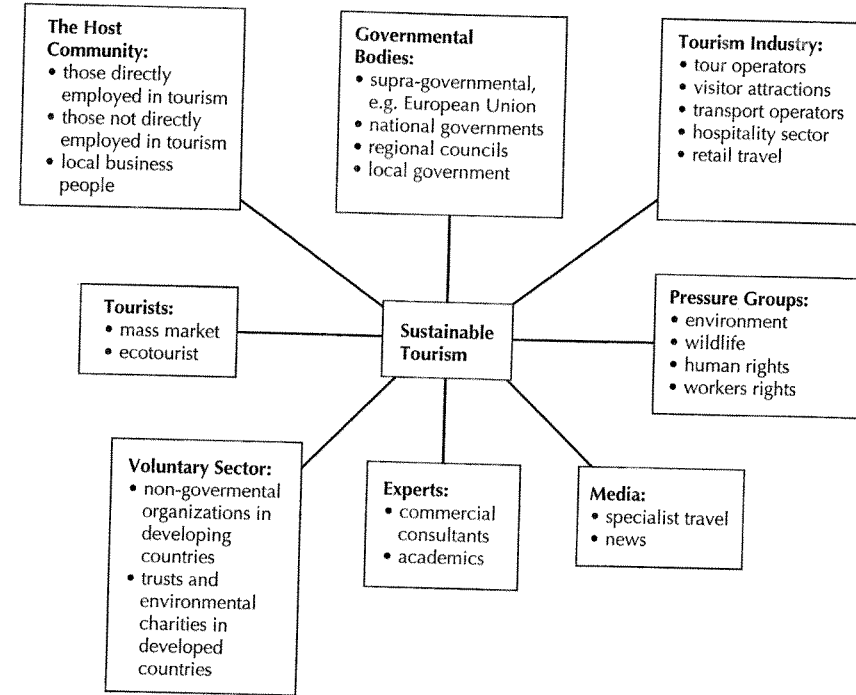 The Host
Community:
• those directly
employed in tourism
• those not directly
employed in tourism
• local business
people
Governmental
Bodies:
• supra-governmental,
e.g. European Union
• national governments
• regional councils
• local government
Tourism Industry:
• tour operators
• visitor attractions
• transport operators
• hospitality sector
• retail travel
Tourists:
• mass market
• ecotourist
Sustainable
Tourism
Pressure Groups:
• environment
• wildlife
• human rights
• workers rights
Voluntary Sector:
• non-govermental
organizations in
developing
countries
• trusts and
environmental
charities in
developed
countries
Experts:
• commercial
consultants
• academics
Media:
• specialist travel
• news